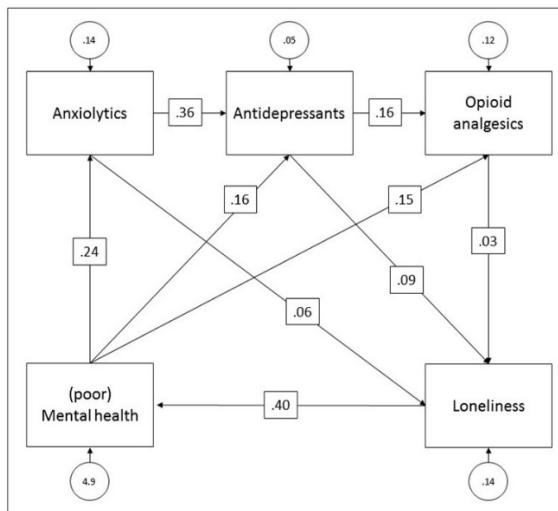 .14
.05
.12
Anxiolytics
.36
Antidepressants
.16
Opioid
analgesics
.16
.15
.24
.03
.09
.06
(poor)
Mental health
.40
Loneliness
4.9
.14